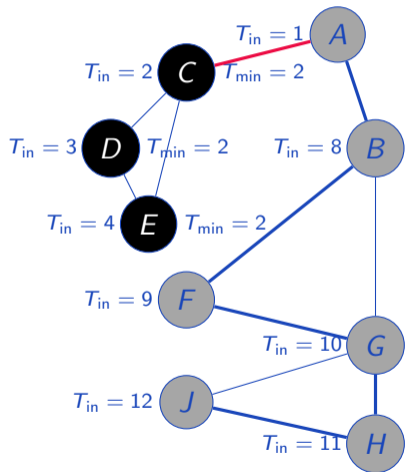 T_in = 1 A
T_in = 2 C T_min = 2
T_in = 3 D T_min = 2
T_in = 8 B
T_in = 4 E T_min = 2
T_in = 9 F
T_in = 10 G
T_in = 12 J
T_in = 11 H